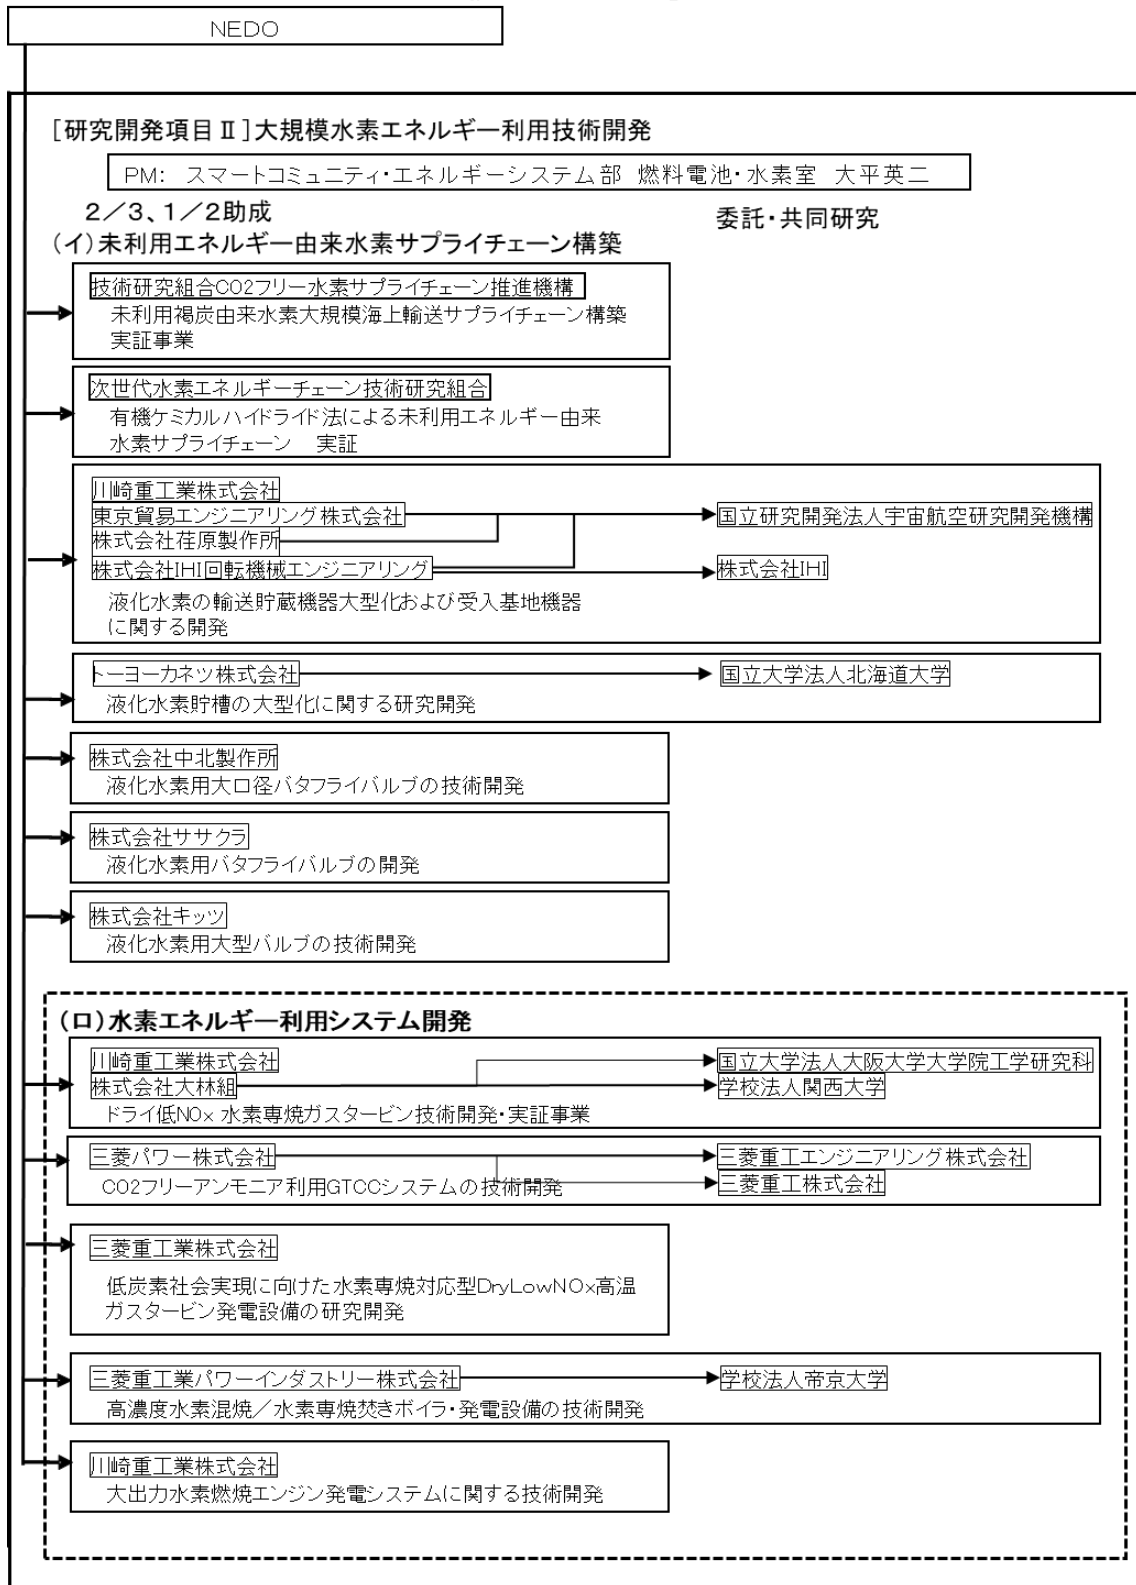 NEDO
[研究開発項目Ⅱ]大規模水素エネルギー利用技術開発
PM: スマートコミュニティ・エネルギーシステム部 燃料電池・水素室 大平英二
2/3、1/2助成
委託・共同研究
(イ)未利用エネルギー由来水素サプライチェーン構築
技術研究組合CO2フリー水素サプライチェーン推進機構
未利用褐炭由来水素大規模海上輸送サプライチェーン構築
実証事業
次世代水素エネルギーチェーン技術研究組合
有機ケミカルハイドライド法による未利用エネルギー由来
水素サプライチェーン 実証
川崎重工業株式会社
東京貿易エンジニアリング株式会社
国立研究開発法人宇宙航空研究開発機構
株式会社荏原製作所
株式会社IHI回転機械エンジニアリング
株式会社IHI
液化水素の輸送貯蔵機器大型化および受入基地機器
に関する開発
トーヨーカネツ株式会社
国立大学法人北海道大学
液化水素貯槽の大型化に関する研究開発
株式会社中北製作所
液化水素用大口径バタフライバルブの技術開発
株式会社ササクラ
液化水素用バタフライバルブの開発
株式会社キッツ
液化水素用大型バルブの技術開発
(ロ)水素エネルギー利用システム開発
川崎重工業株式会社
国立大学法人大阪大学大学院工学研究科
株式会社大林組
学校法人関西大学
ドライ低NOx 水素専焼ガスタービン技術開発・実証事業
三菱パワー株式会社
三菱重工エンジニアリング株式会社
CO2フリーアンモニア利用GTCCシステムの技術開発
三菱重工株式会社
三菱重工業株式会社
低炭素社会実現に向けた水素専焼対応型DryLowNOx高温
ガスタービン発電設備の研究開発
三菱重工業パワーインダストリー株式会社
学校法人帝京大学
高濃度水素混焼/水素専焼焚きボイラ・発電設備の技術開発
川崎重工業株式会社
大出力水素燃焼エンジン発電システムに関する技術開発